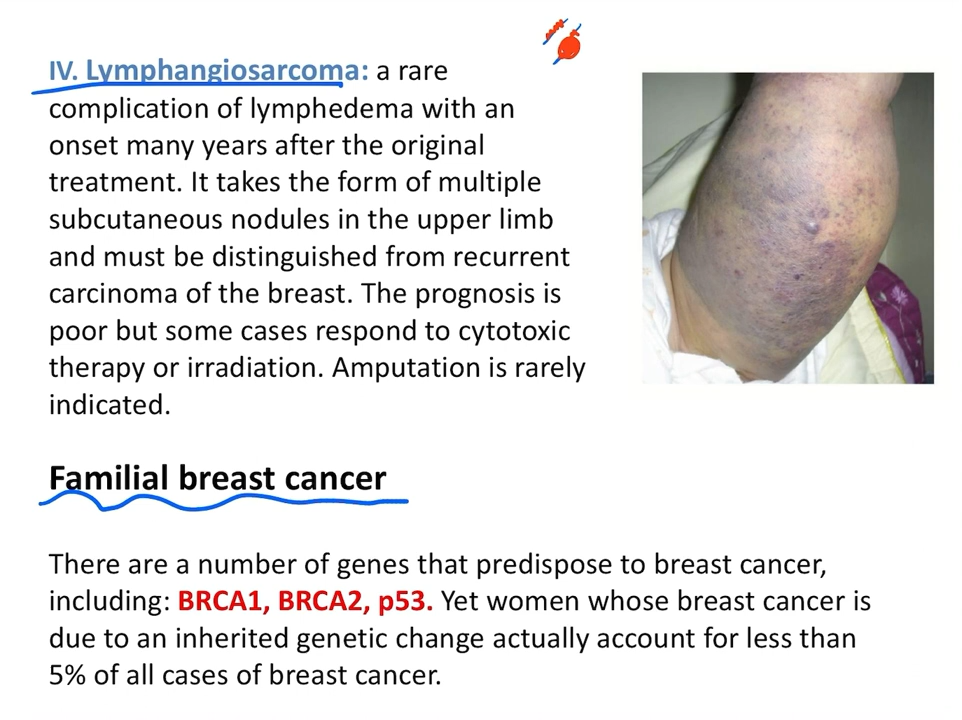 IV. Lymphangiosarcoma: a rare
complication of lymphedema with an
onset many years after the original
treatment. It takes the form of multiple
subcutaneous nodules in the upper limb
and must be distinguished from recurrent
carcinoma of the breast. The prognosis is
poor but some cases respond to cytotoxic
therapy or irradiation. Amputation is rarely
indicated.
Familial breast cancer
There are a number of genes that predispose to breast cancer,
including: BRCA1, BRCA2, p53. Yet women whose breast cancer is
due to an inherited genetic change actually account for less than
5% of all cases of breast cancer.